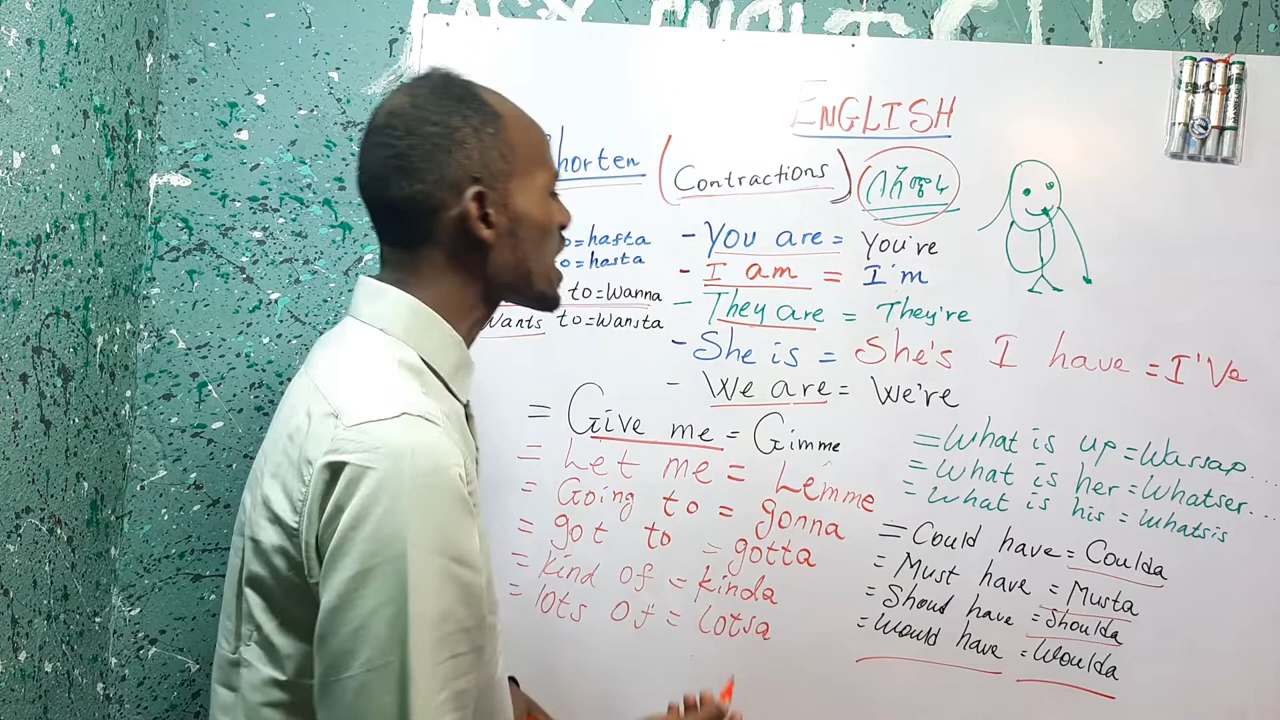 ENGLISH
horten (Contractions) ለአማኑ
o=hafta
o=hasta
to=Wanna
Wants to=Wansta
- You are = You're
- I am = I'm
- They are = They're
- She is = She's I have = I'Ve
- We are = We're
= Give me = Gimme
= Let me = Lemme
= Going to = gonna
= got to = gotta
= kind of = kinda
= lots of = lotsa
= What is up = Wassap...
= What is her = Whatser...
= What is his = Whatsis
= Could have = Coulda
= Must have = Musta
= Shoud have = Shoulda
= Would have = Woulda